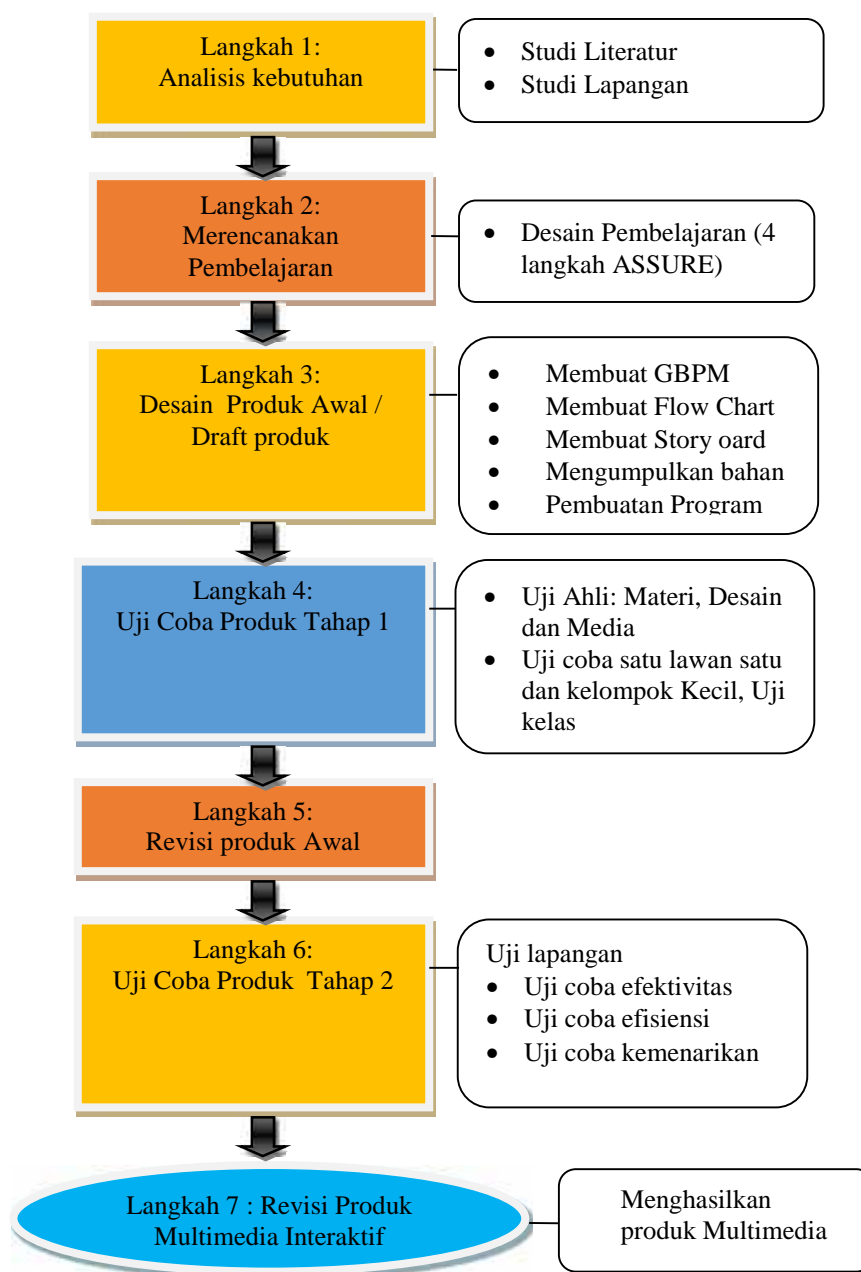 Langkah 1:
Analisis kebutuhan
• Studi Literatur
• Studi Lapangan
Langkah 2:
Merencanakan
Pembelajaran
• Desain Pembelajaran (4
langkah ASSURE)
Langkah 3:
Desain Produk Awal /
Draft produk
• Membuat GBPM
• Membuat Flow Chart
• Membuat Story oard
• Mengumpulkan bahan
• Pembuatan Program
Langkah 4:
Uji Coba Produk Tahap 1
• Uji Ahli: Materi, Desain
dan Media
• Uji coba satu lawan satu
dan kelompok Kecil, Uji
kelas
Langkah 5:
Revisi produk Awal
Langkah 6:
Uji Coba Produk Tahap 2
Uji lapangan
• Uji coba efektivitas
• Uji coba efisiensi
• Uji coba kemenarikan
Langkah 7 : Revisi Produk
Multimedia Interaktif
Menghasilkan
produk Multimedia